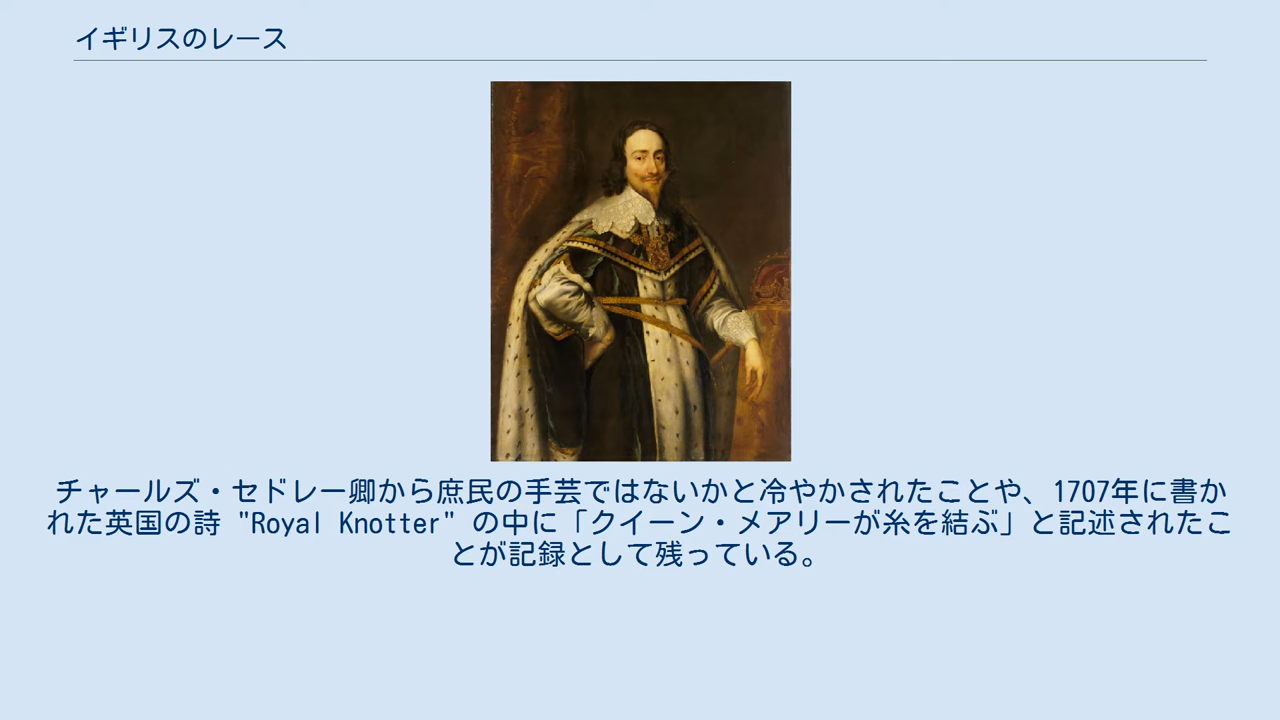 イギリスのレース
チャールズ・セドレー卿から庶民の手芸ではないかと冷やかされたことや、1707年に書か
れた英国の詩 "Royal Knotter" の中に「クイーン・メアリーが糸を結ぶ」と記述されたこ
とが記録として残っている。